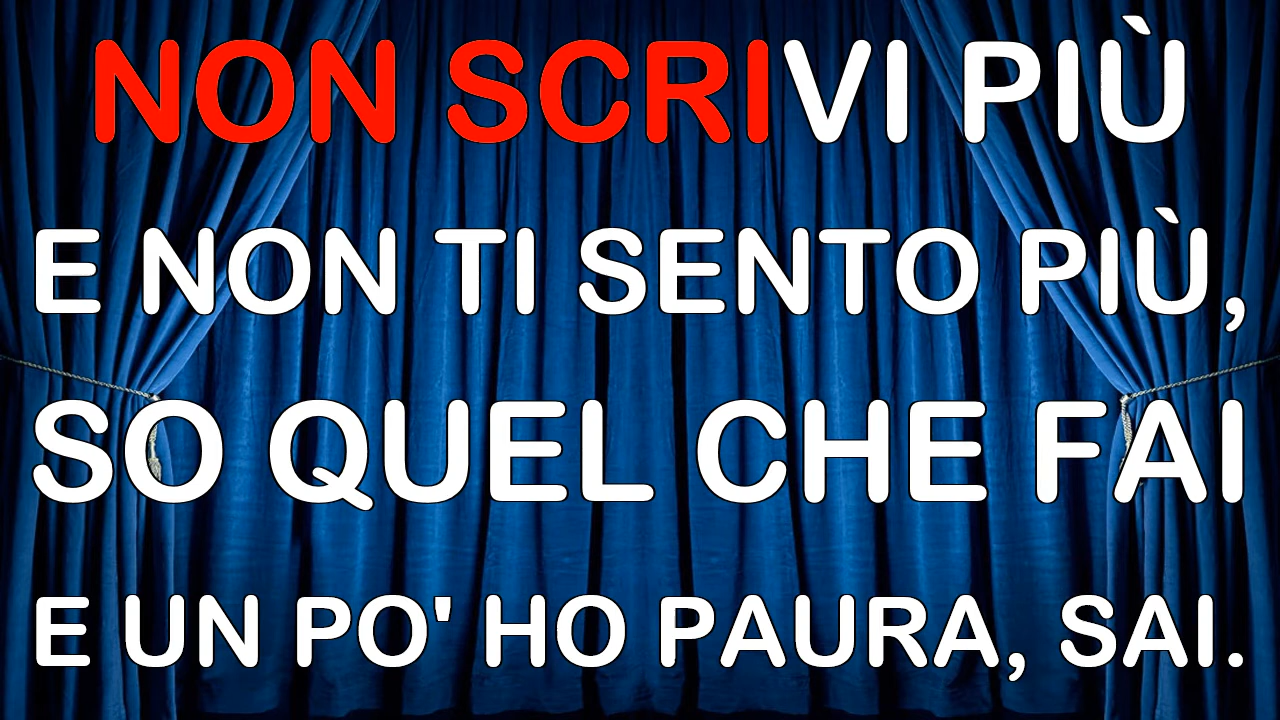 NON SCRIVI PIÙ
E NON TI SENTO PIÙ,
SO QUEL CHE FAI
E UN PO' HO PAURA, SAI.